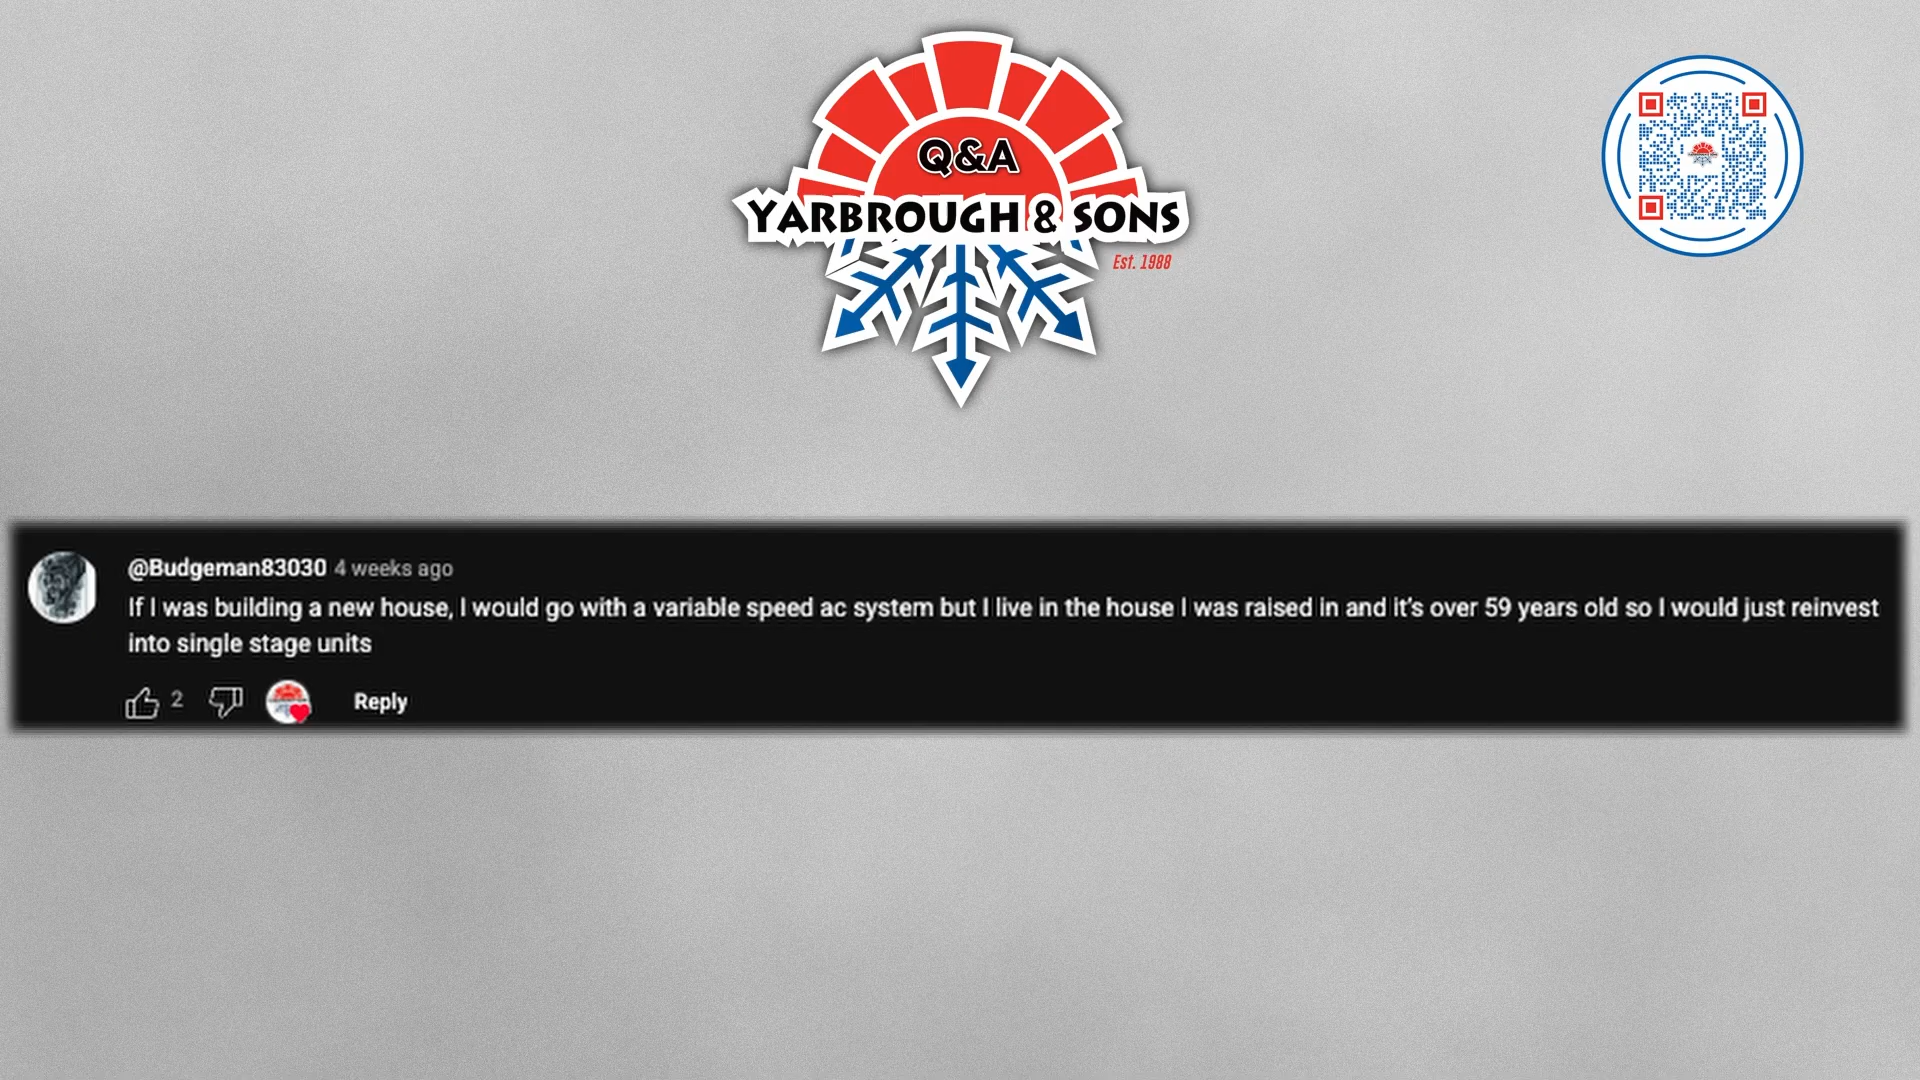 Q&A
YARBROUGH & SONS
Est. 1988
@Budgeman83030 4 weeks ago
If I was building a new house, I would go with a variable speed ac system but I live in the house I was raised in and it's over 59 years old so I would just reinvest
into single stage units
2
Reply